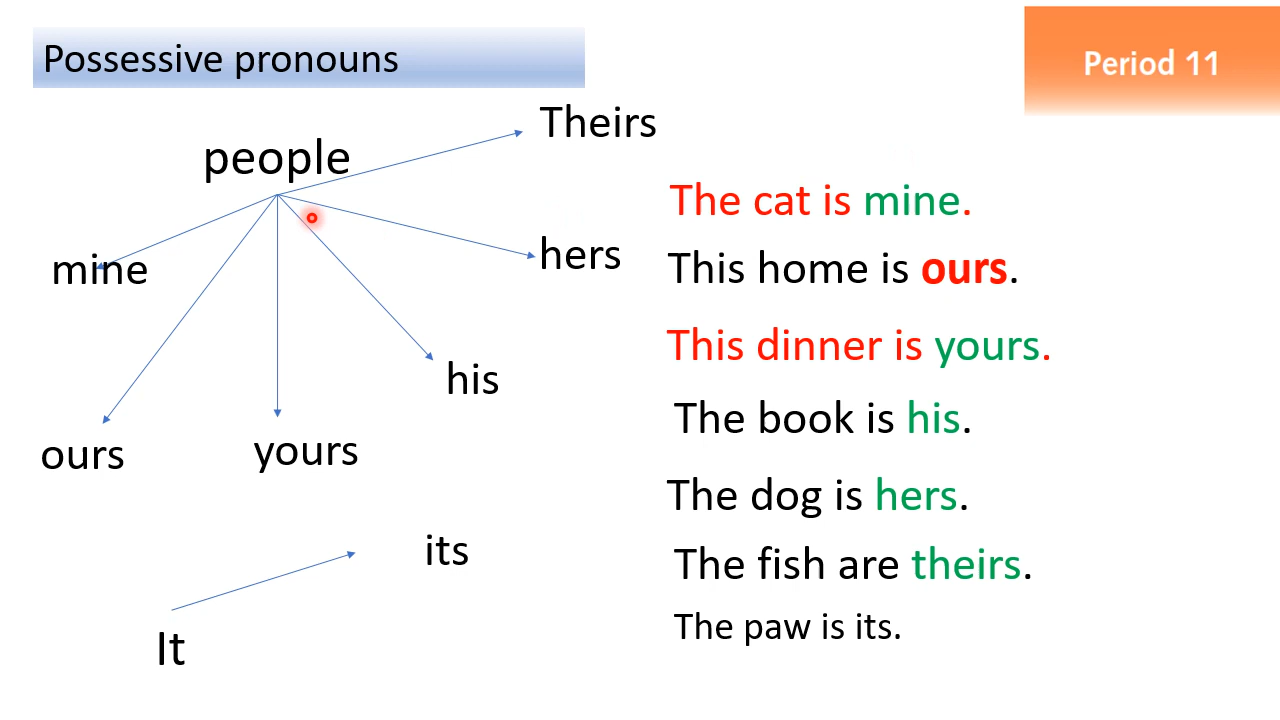 Possessive pronouns
Period 11
people
Theirs
mine
hers
his
ours
yours
its
It
The cat is mine.
This home is ours.
This dinner is yours.
The book is his.
The dog is hers.
The fish are theirs.
The paw is its.